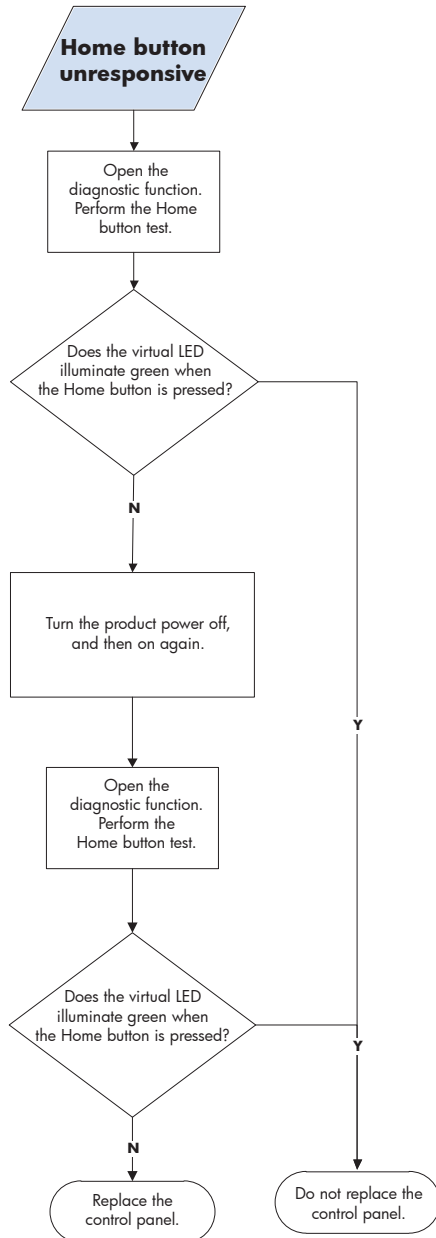 Home button
unresponsive
Open the
diagnostic function.
Perform the Home
button test.
Does the virtual LED
illuminate green when
the Home button is pressed?
N
Turn the product power off,
and then on again.
Y
Open the
diagnostic function.
Perform the
Home button test.
Does the virtual LED
illuminate green when
the Home button is pressed?
Y
N
Replace the
control panel.
Do not replace the
control panel.